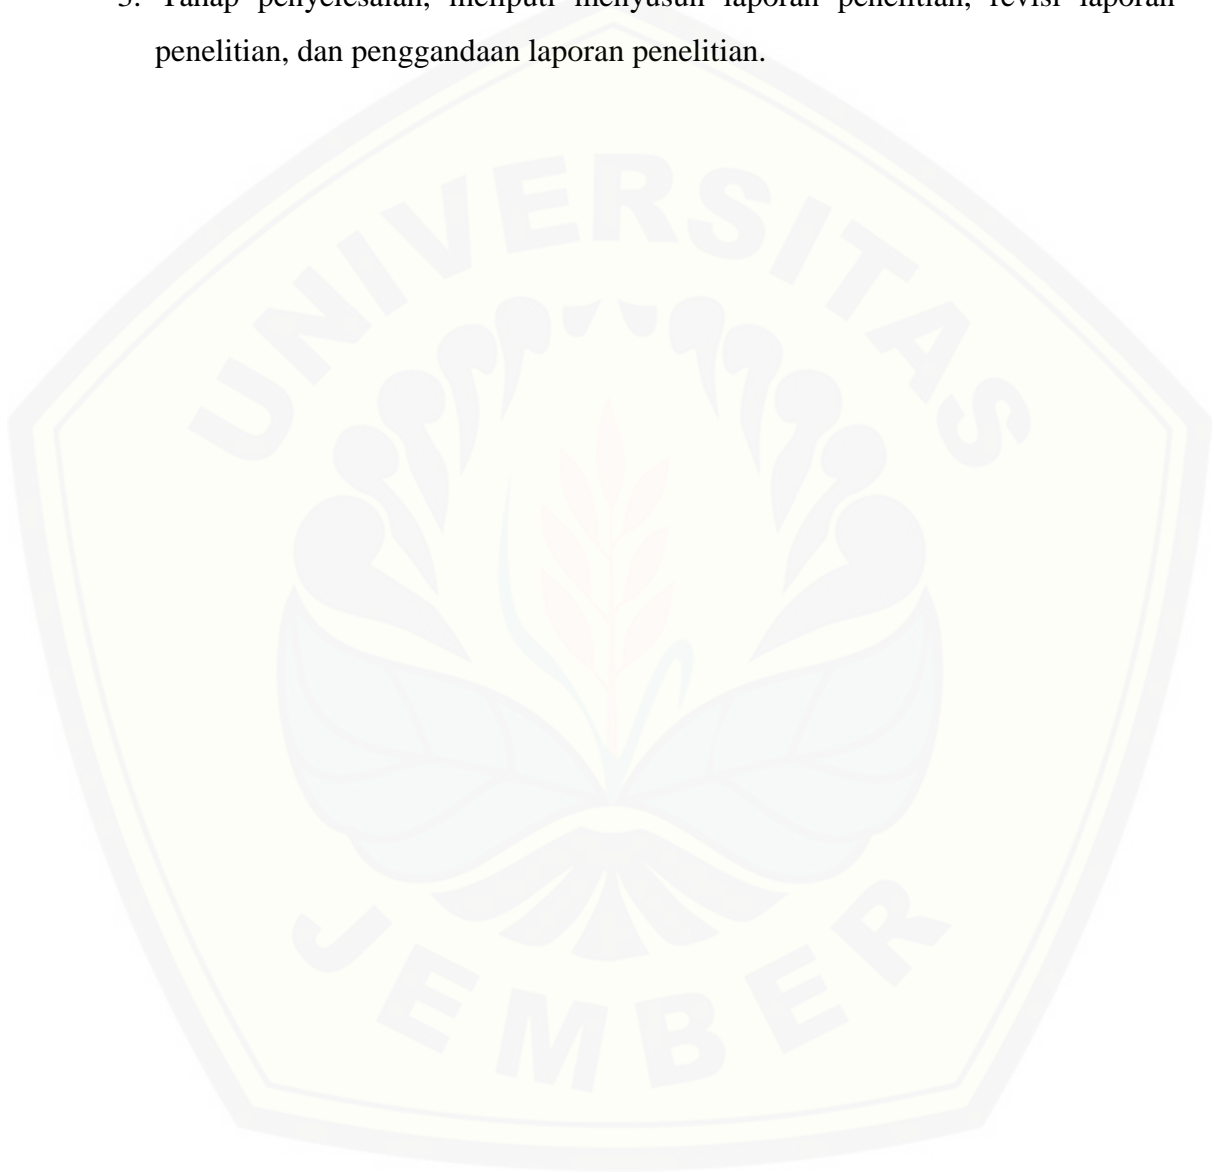 3. Tahap penyelesaian, meliputi menyusun laporan penelitian, revisi laporan
penelitian, dan penggandaan laporan penelitian.
UNIVERSITAS
JEMBER